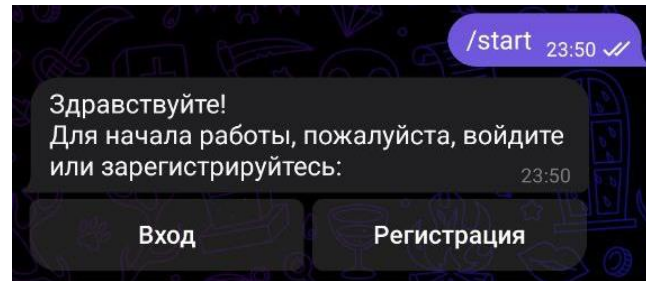 /start 23:50
Здравствуйте!
Для начала работы, пожалуйста, войдите
или зарегистрируйтесь:
23:50
Вход
Регистрация